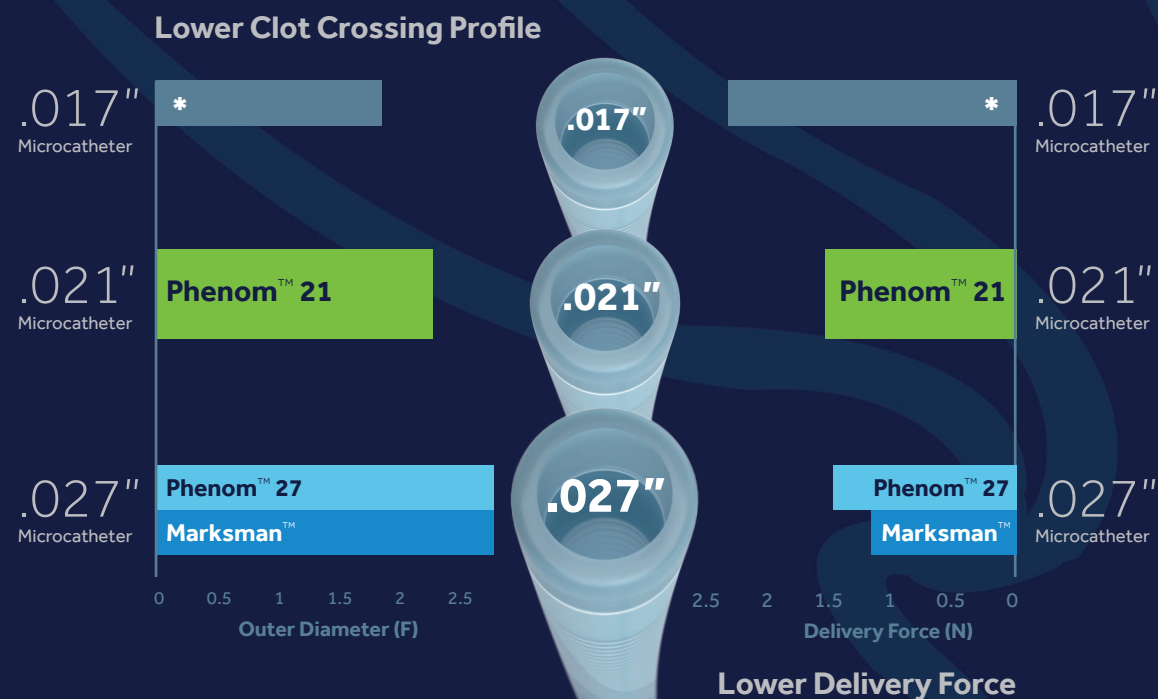 Lower Clot Crossing Profile
.017″
Microcatheter
*
.017″
*
.017″
Microcatheter
.021″
Microcatheter
Phenom™ 21
.021″
Phenom™ 21
.021″
Microcatheter
.027″
Microcatheter
Phenom™ 27
Marksman™
.027″
Phenom™ 27
Marksman™
.027″
Microcatheter
0 0.5 1 1.5 2 2.5
Outer Diameter (F)
2.5 2 1.5 1 0.5 0
Delivery Force (N)
Lower Delivery Force